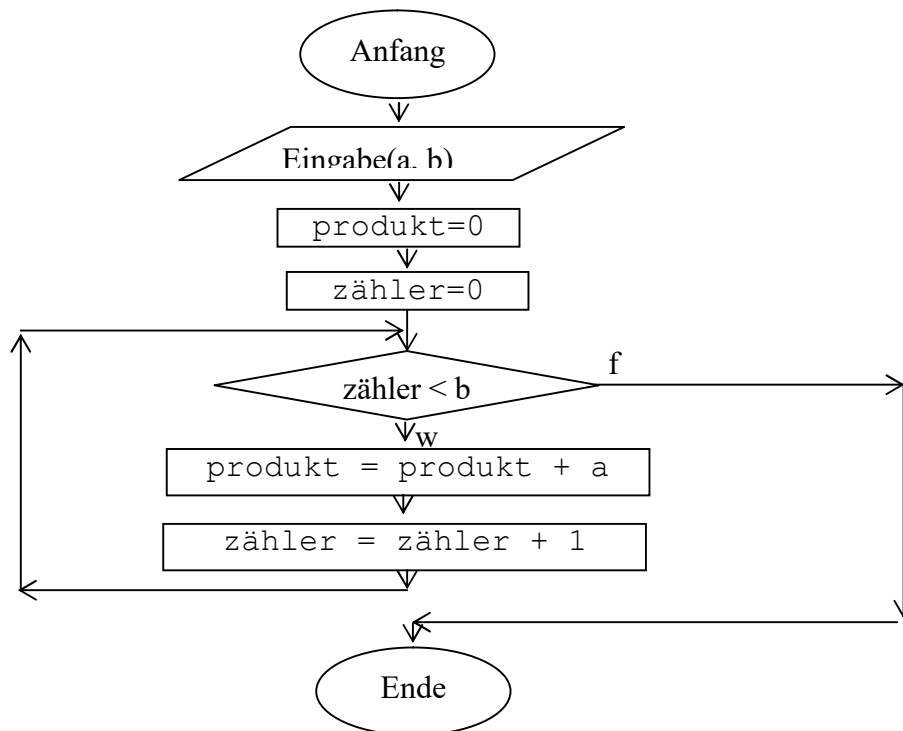 Anfang
Eingabe(a, b)
produkt=0
zähler=0
f
zähler < b
w
produkt = produkt + a
zähler = zähler + 1
Ende